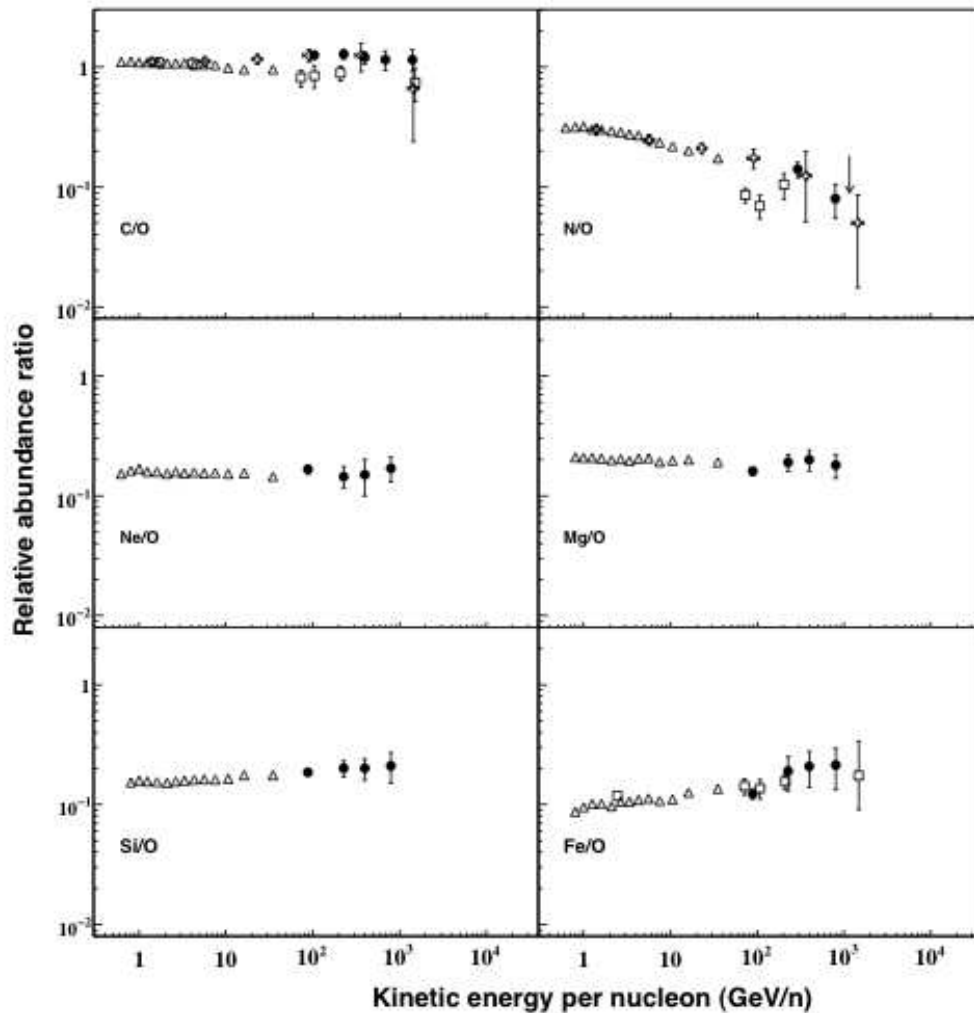 1
10⁻¹
10⁻²
C/O
N/O
1
10⁻¹
10⁻²
Ne/O
Mg/O
1
10⁻¹
10⁻²
Si/O
Fe/O
Relative abundance ratio
1 10 10² 10³ 10⁴ 1 10 10² 10³ 10⁴
Kinetic energy per nucleon (GeV/n)